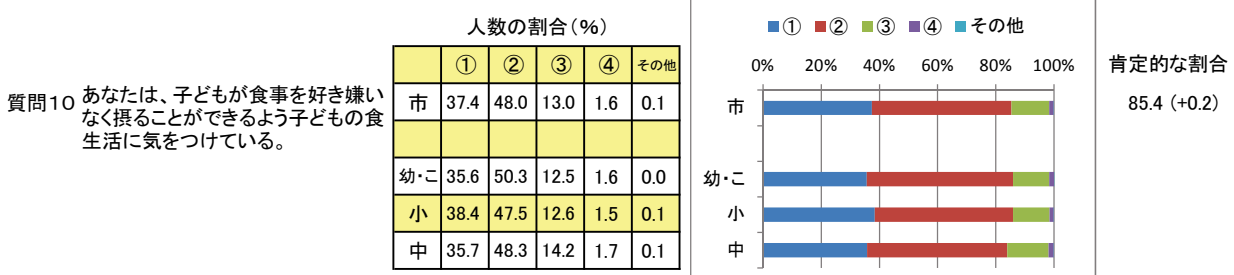 人数の割合(%)
① ② ③ ④ その他
市 37.4 48.0 13.0 1.6 0.1
幼・こ 35.6 50.3 12.5 1.6 0.0
小 38.4 47.5 12.6 1.5 0.1
中 35.7 48.3 14.2 1.7 0.1
質問10 あなたは、子どもが食事を好き嫌い
なく摂ることができるよう子どもの食
生活に気をつけている。
① ② ③ ④ その他
0% 20% 40% 60% 80% 100%
市
幼・こ
小
中
肯定的な割合
85.4 (+0.2)